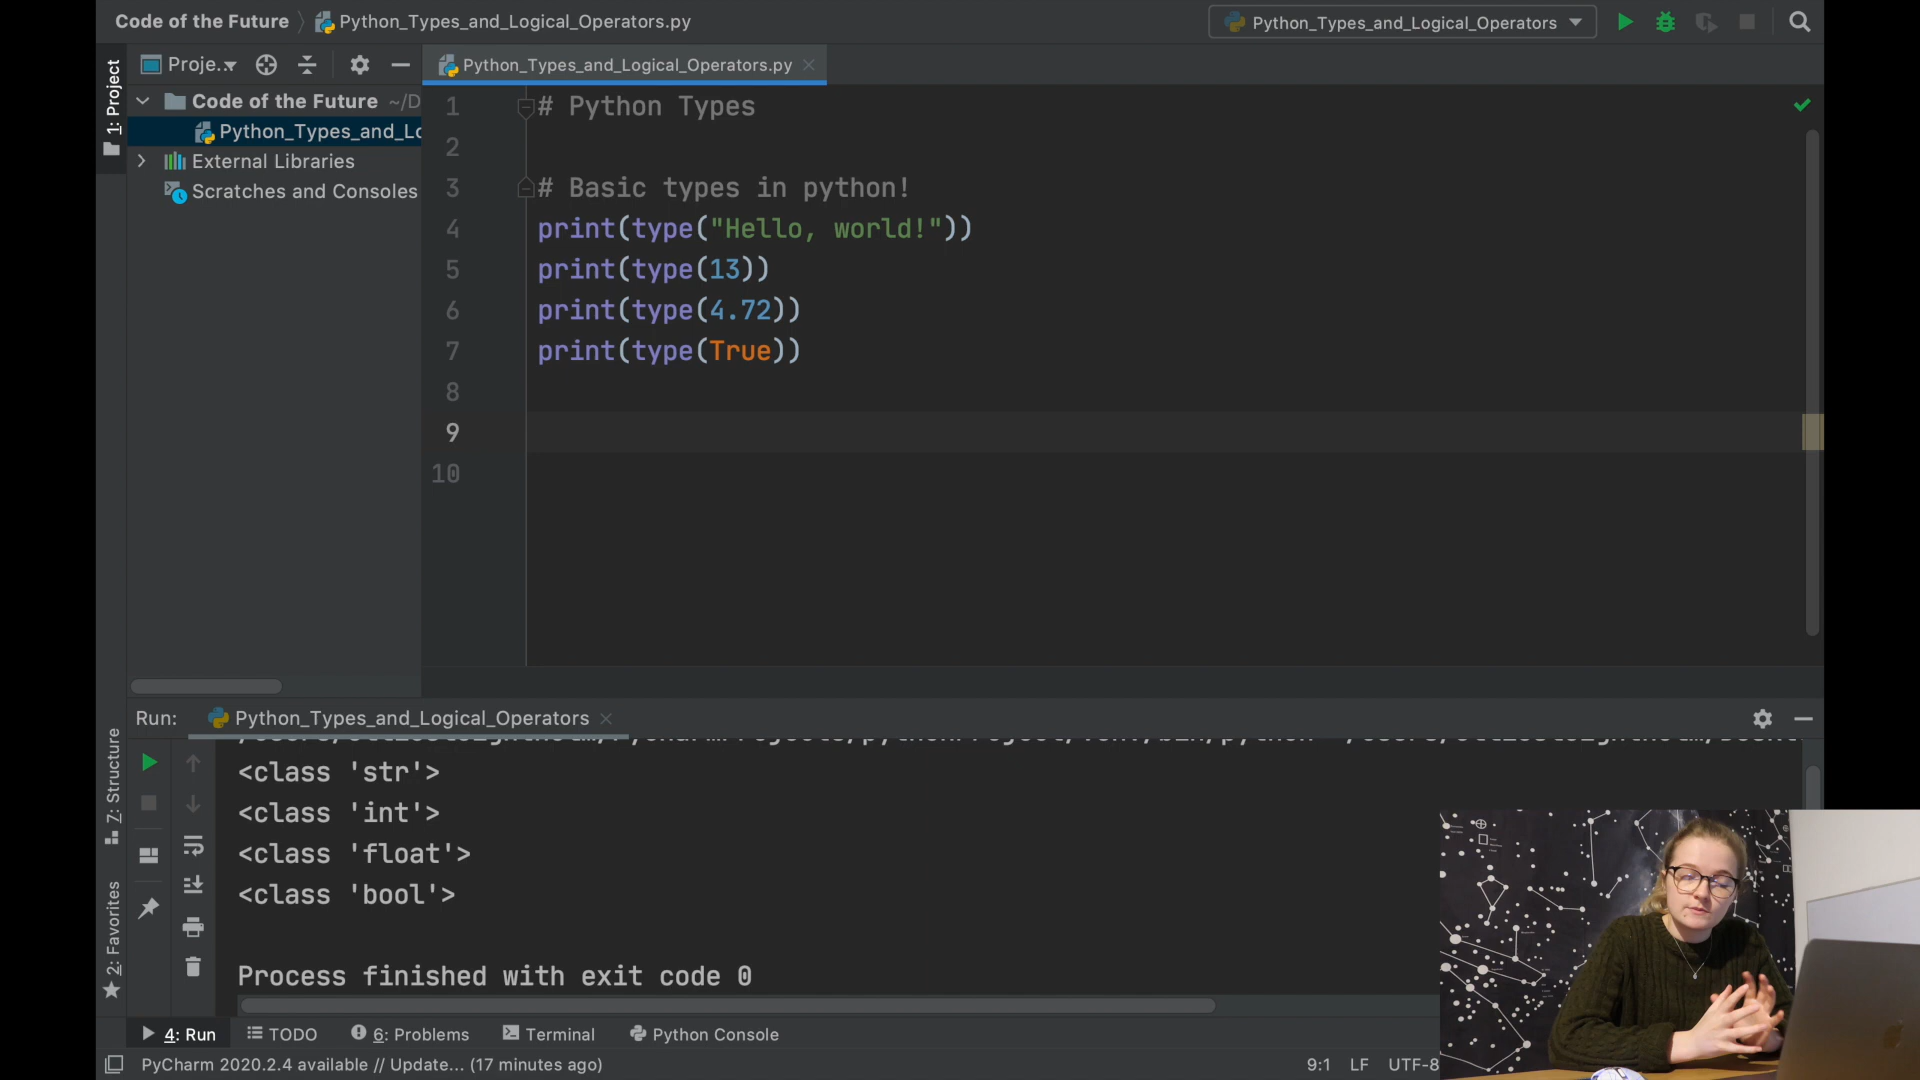 Code of the Future
Python_Types_and_Logical_Operators.py
Python_Types_and_Logical_Operators
1: Project
Proje..
Python_Types_and_Logical_Operators.py
Code of the Future ~/D
Python_Types_and_Lo
External Libraries
Scratches and Consoles
1 # Python Types
2
3 # Basic types in python!
4 print(type("Hello, world!"))
5 print(type(13))
6 print(type(4.72))
7 print(type(True))
8
9
10
Run: Python_Types_and_Logical_Operators
<class 'str'>
<class 'int'>
<class 'float'>
<class 'bool'>
Process finished with exit code 0
7: Structure
2: Favorites
4: Run
TODO
6: Problems
Terminal
Python Console
PyCharm 2020.2.4 available // Update... (17 minutes ago)
9:1 LF UTF-8